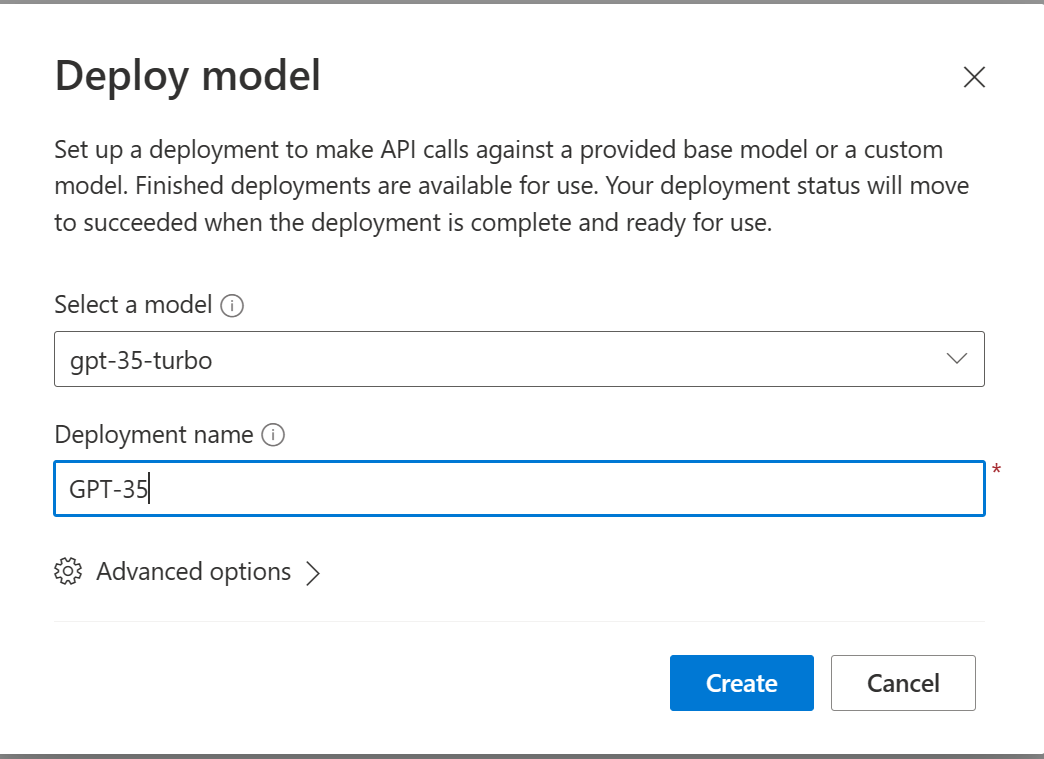 Deploy model
Set up a deployment to make API calls against a provided base model or a custom
model. Finished deployments are available for use. Your deployment status will move
to succeeded when the deployment is complete and ready for use.
Select a model
gpt-35-turbo
Deployment name
GPT-35
*
Advanced options
Create
Cancel